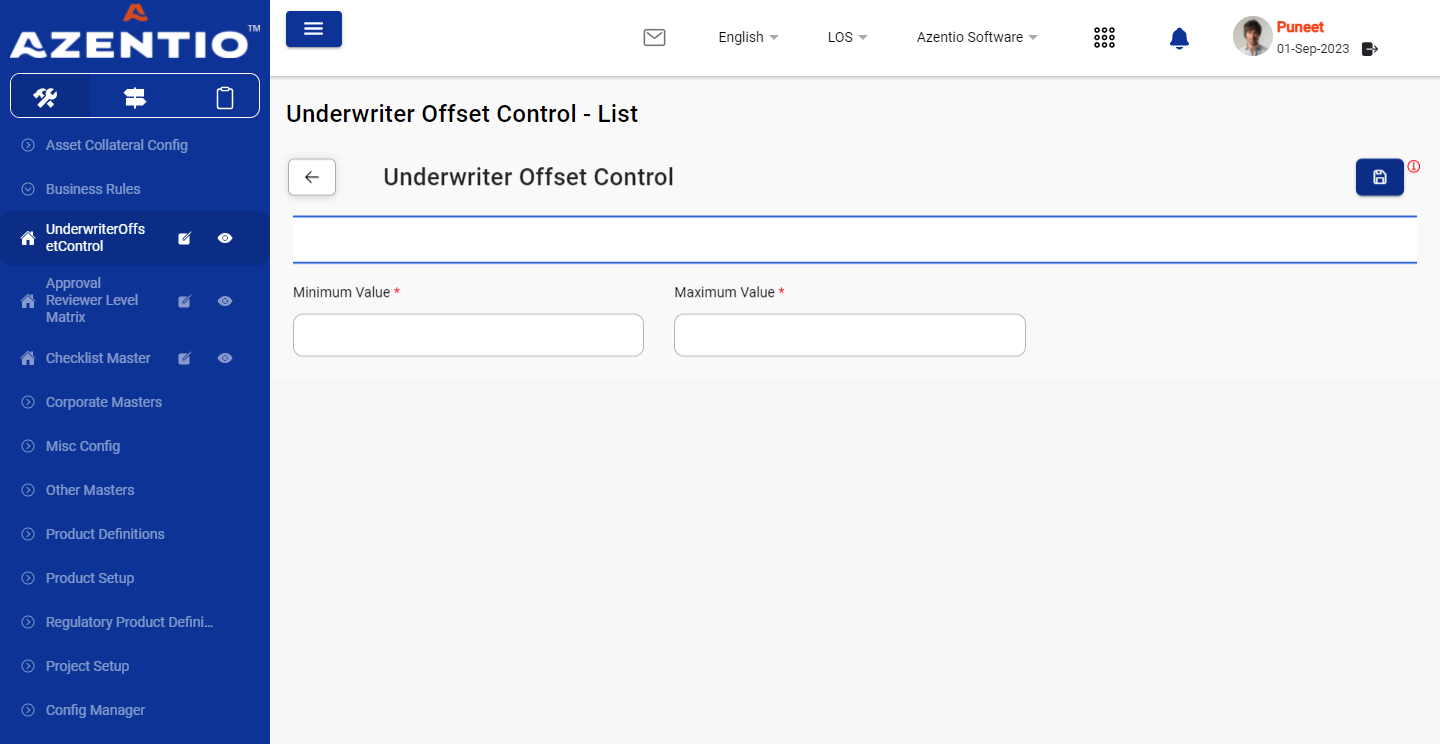 AZENTIO™
English
LOS
Azentio Software
Puneet
01-Sep-2023
Underwriter Offset Control - List
Underwriter Offset Control
Minimum Value *
Maximum Value *
Asset Collateral Config
Business Rules
UnderwriterOffs
etControl
Approval
Reviewer Level
Matrix
Checklist Master
Corporate Masters
Misc Config
Other Masters
Product Definitions
Product Setup
Regulatory Product Defini...
Project Setup
Config Manager